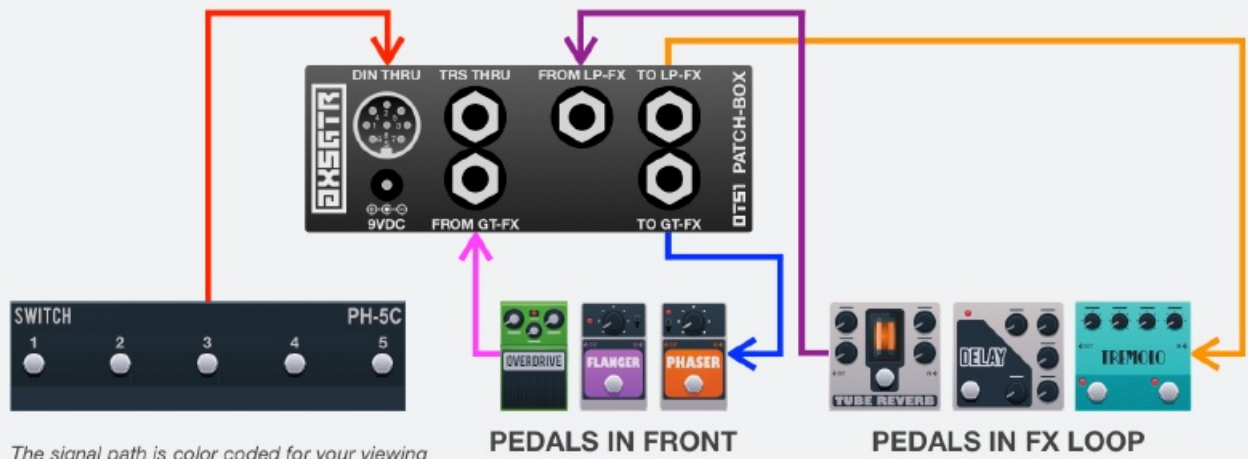 DIN THRU TRS THRU FROM LP-FX TO LP-FX
9VDC FROM GT-FX TO GT-FX
PATCH-BOX
SWITCH PH-5C
1 2 3 4 5
OVERDRIVE
FLANGER
PHASER
TUBE REVERB
DELAY
TREMOLO
PEDALS IN FRONT
PEDALS IN FX LOOP
The signal path is color coded for your viewing